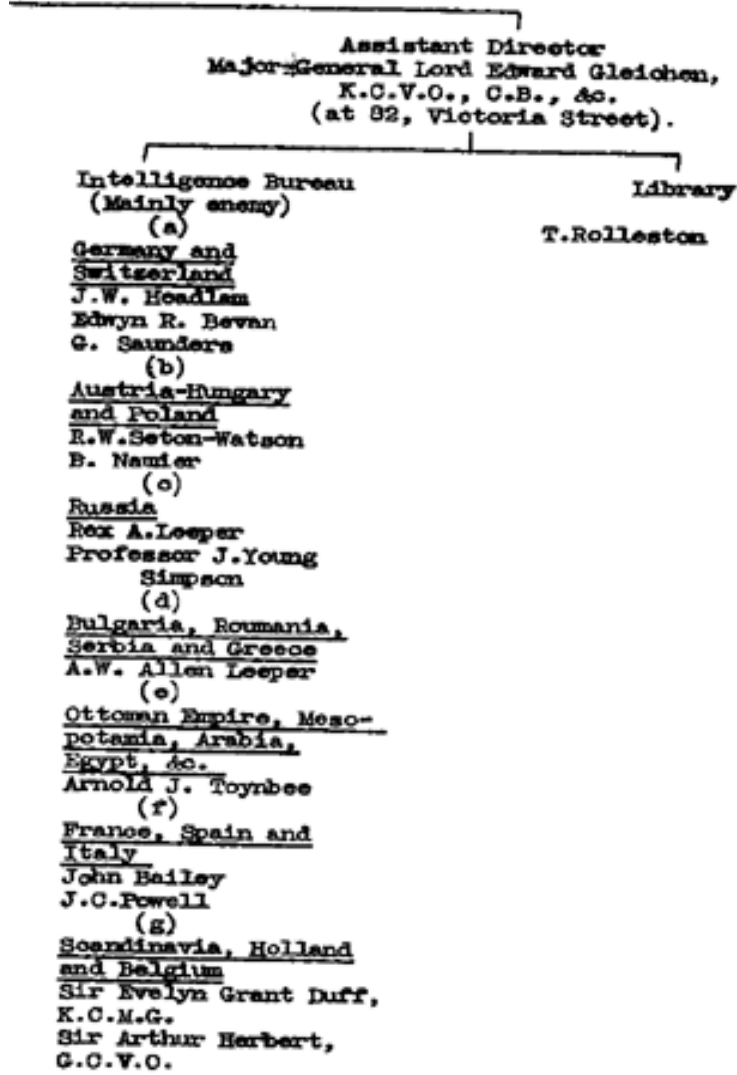 Assistant Director
Major-General Lord Edward Gleichen,
K.C.V.O., C.B., &c.
(at 82, Victoria Street).
Intelligence Bureau
(Mainly enemy)
(a)
Germany and
Switzerland
J.W. Headlam
Edwyn R. Bevan
G. Saunders
(b)
Austria-Hungary
and Poland
R.W.Seton-Watson
B. Namier
(c)
Russia
Rex A.Leeper
Professor J.Young
Simpson
(d)
Bulgaria, Roumania,
Serbia and Greece
A.W. Allen Leeper
(e)
Ottoman Empire, Meso-
potamia, Arabia,
Egypt, &c.
Arnold J. Toynbee
(f)
France, Spain and
Italy
John Bailey
J.C.Powell
(g)
Scandinavia, Holland
and Belgium
Sir Evelyn Grant Duff,
K.C.M.G.
Sir Arthur Herbert,
G.C.V.O.
Library
T.Rolleston